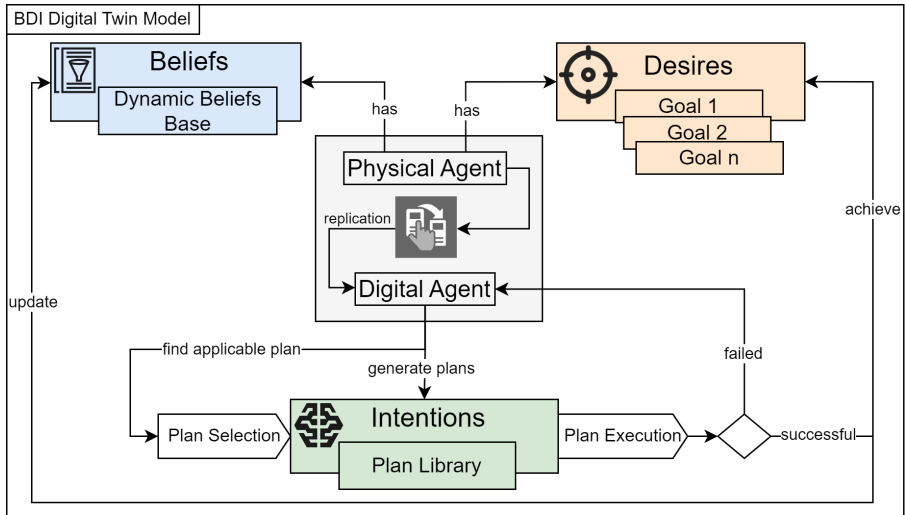 BDI Digital Twin Model
Beliefs
Dynamic Beliefs
Base
Desires
Goal 1
Goal 2
Goal n
has
has
Physical Agent
replication
Digital Agent
achieve
update
find applicable plan
generate plans
failed
Plan Selection
Intentions
Plan Library
Plan Execution
successful